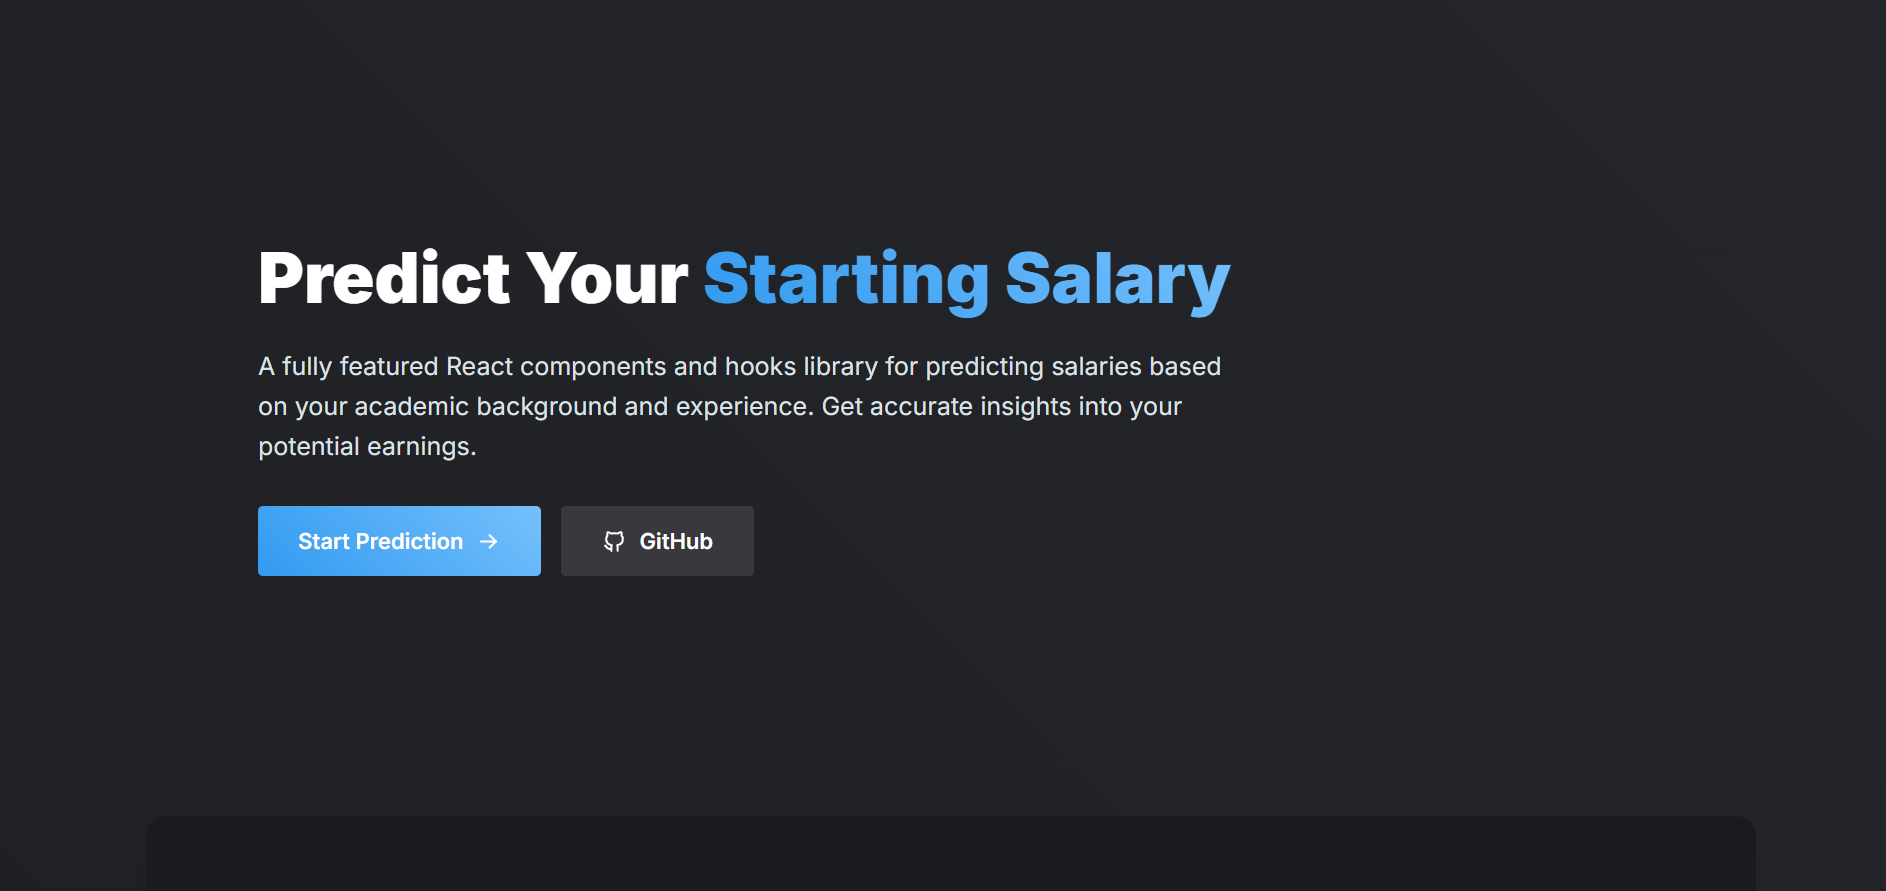 Predict Your Starting Salary
A fully featured React components and hooks library for predicting salaries based
on your academic background and experience. Get accurate insights into your
potential earnings.
Start Prediction →
GitHub